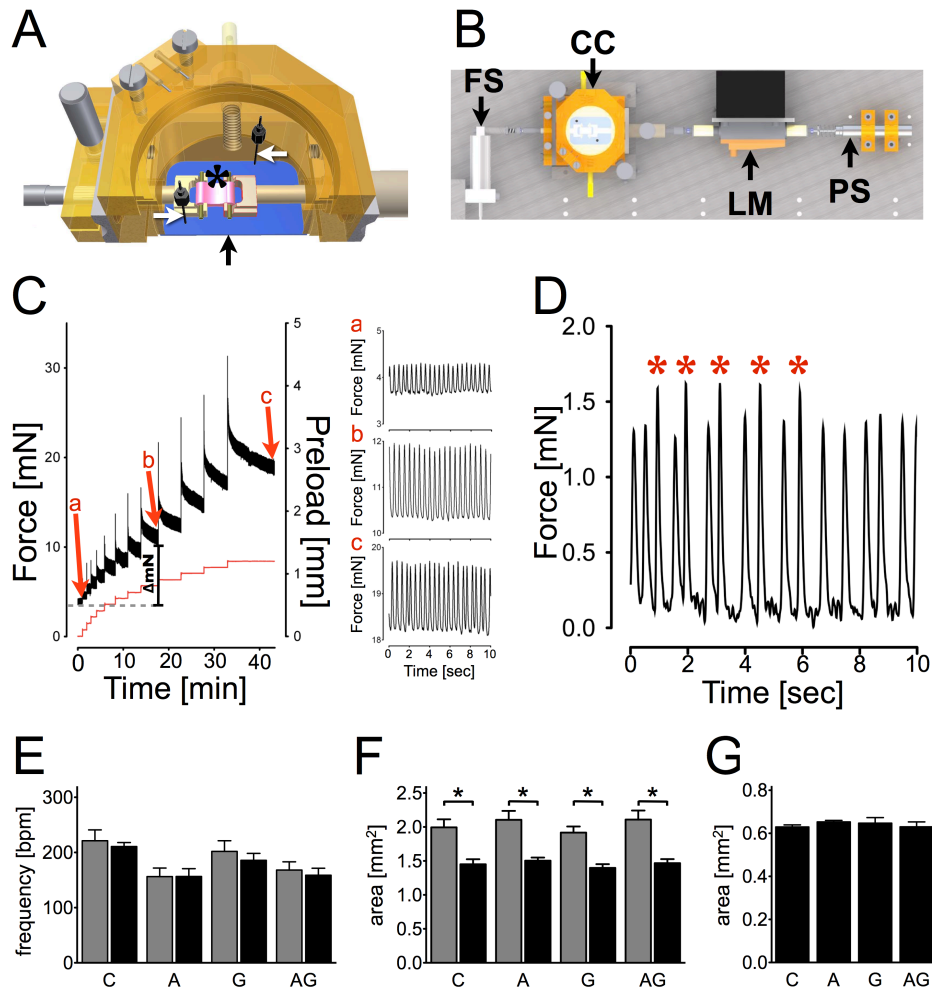 A
B
FS
CC
LM
PS
*
C
Force [mN]
30
20
10
0
a
b
c
ΔmN
5
4
3
2
1
0
Preload [mm]
0 10 20 30 40
Time [min]
a
Force [mN]
5
4
3
b
Force [mN]
12
11
10
c
Force [mN]
20
19
18
0 2 4 6 8 10
Time [sec]
D
Force [mN]
2.0
1.5
1.0
0.5
0.0
* * * * *
0 2 4 6 8 10
Time [sec]
E
frequency [bpm]
300
200
100
0
C A G AG
F
area [mm²]
2.5
2.0
1.5
1.0
0.5
0.0
* * * *
C A G AG
G
area [mm²]
0.8
0.6
0.4
0.2
0.0
C A G AG